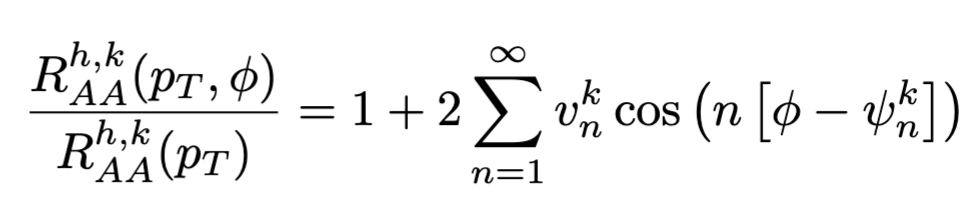 \frac{R_{AA}^{h,k}(p_T, \phi)}{R_{AA}^{h,k}(p_T)} = 1 + 2 \sum_{n=1}^{\infty} v_n^k \cos \left( n \left[ \phi - \psi_n^k \right] \right)